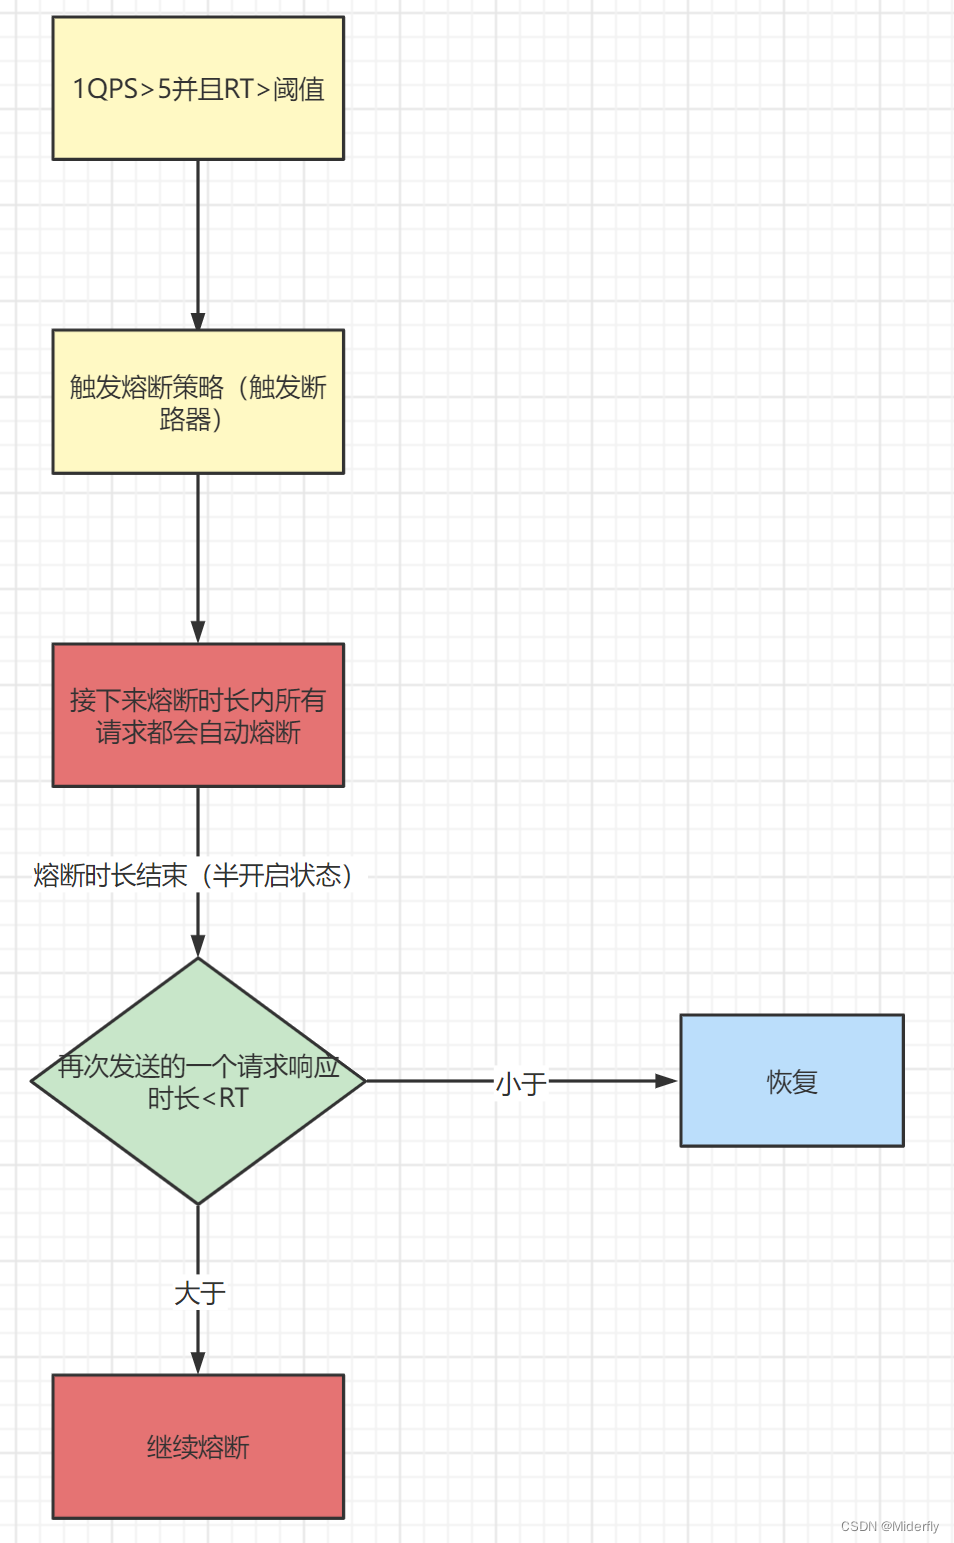 1QPS>5并且RT>阈值
触发熔断策略（触发断
路器）
接下来熔断时长内所有
请求都会自动熔断
熔断时长结束（半开启状态）
再次发送的一个请求响应
时长<RT
小于
恢复
大于
继续熔断
CSDN @Miderfly